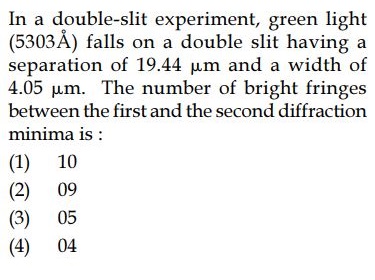 In a double-slit experiment, green light
(5303Å) falls on a double slit having a
separation of 19.44 μm and a width of
4.05 μm. The number of bright fringes
between the first and the second diffraction
minima is :
(1) 10
(2) 09
(3) 05
(4) 04